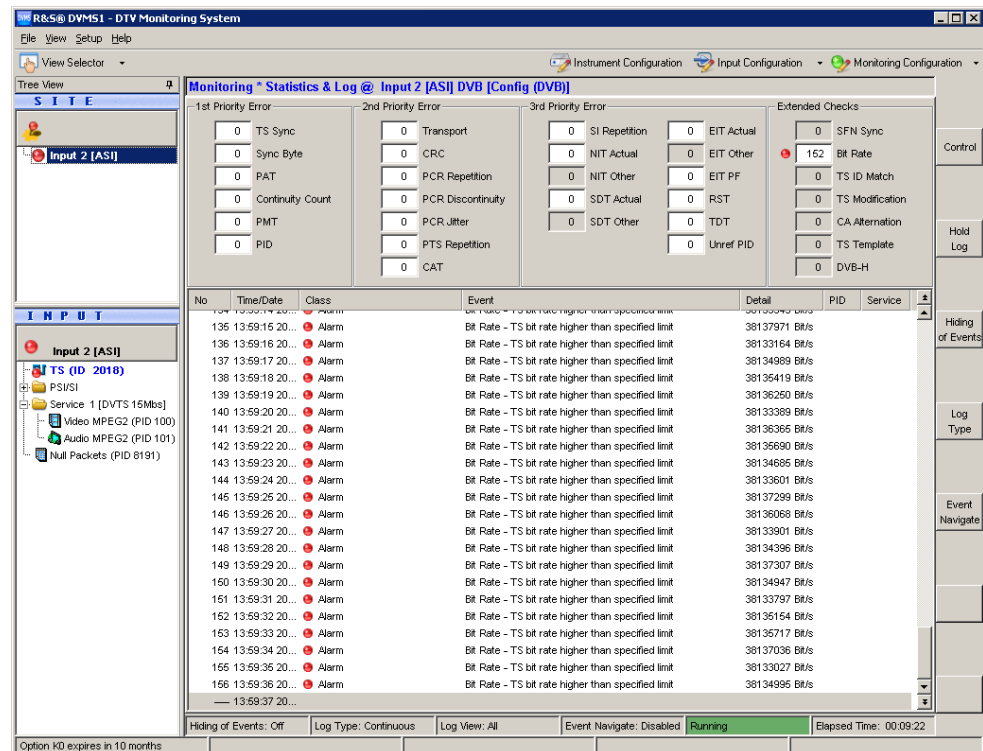 R&S® DVMS1 - DTV Monitoring System
File View Setup Help
View Selector
Instrument Configuration Input Configuration Monitoring Configuration
Tree View
SITE
Input 2 [ASI]
INPUT
Input 2 [ASI]
TS (ID 2018)
PSI/SI
Service 1 [DVTS 15Mbs]
Video MPEG2 (PID 100)
Audio MPEG2 (PID 101)
Null Packets (PID 8191)
Monitoring * Statistics & Log @ Input 2 [ASI] DVB [Config (DVB)]
1st Priority Error
0 TS Sync
0 Sync Byte
0 PAT
0 Continuity Count
0 PMT
0 PID
2nd Priority Error
0 Transport
0 CRC
0 PCR Repetition
0 PCR Discontinuity
0 PCR Jitter
0 PTS Repetition
0 CAT
3rd Priority Error
0 SI Repetition
0 NIT Actual
0 NIT Other
0 SDT Actual
0 SDT Other
0 EIT Actual
0 EIT Other
0 EIT PF
0 RST
0 TDT
0 Unref PID
Extended Checks
0 SFN Sync
152 Bit Rate
0 TS ID Match
0 TS Modification
0 CA Alternation
0 TS Template
0 DVB-H
No Time/Date Class Event Detail PID Service
135 13:59:15 20... Alarm Bit Rate - TS bit rate higher than specified limit 38137971 Bit/s
136 13:59:16 20... Alarm Bit Rate - TS bit rate higher than specified limit 38133164 Bit/s
137 13:59:17 20... Alarm Bit Rate - TS bit rate higher than specified limit 38134989 Bit/s
138 13:59:18 20... Alarm Bit Rate - TS bit rate higher than specified limit 38135419 Bit/s
139 13:59:19 20... Alarm Bit Rate - TS bit rate higher than specified limit 38136250 Bit/s
140 13:59:20 20... Alarm Bit Rate - TS bit rate higher than specified limit 38133389 Bit/s
141 13:59:21 20... Alarm Bit Rate - TS bit rate higher than specified limit 38136365 Bit/s
142 13:59:22 20... Alarm Bit Rate - TS bit rate higher than specified limit 38135690 Bit/s
143 13:59:23 20... Alarm Bit Rate - TS bit rate higher than specified limit 38134685 Bit/s
144 13:59:24 20... Alarm Bit Rate - TS bit rate higher than specified limit 38133601 Bit/s
145 13:59:25 20... Alarm Bit Rate - TS bit rate higher than specified limit 38137299 Bit/s
146 13:59:26 20... Alarm Bit Rate - TS bit rate higher than specified limit 38136068 Bit/s
147 13:59:27 20... Alarm Bit Rate - TS bit rate higher than specified limit 38133901 Bit/s
148 13:59:28 20... Alarm Bit Rate - TS bit rate higher than specified limit 38134396 Bit/s
149 13:59:29 20... Alarm Bit Rate - TS bit rate higher than specified limit 38137307 Bit/s
150 13:59:30 20... Alarm Bit Rate - TS bit rate higher than specified limit 38134947 Bit/s
151 13:59:31 20... Alarm Bit Rate - TS bit rate higher than specified limit 38133797 Bit/s
152 13:59:32 20... Alarm Bit Rate - TS bit rate higher than specified limit 38135154 Bit/s
153 13:59:33 20... Alarm Bit Rate - TS bit rate higher than specified limit 38135717 Bit/s
154 13:59:34 20... Alarm Bit Rate - TS bit rate higher than specified limit 38137036 Bit/s
155 13:59:35 20... Alarm Bit Rate - TS bit rate higher than specified limit 38133027 Bit/s
156 13:59:36 20... Alarm Bit Rate - TS bit rate higher than specified limit 38134995 Bit/s
— 13:59:37 20...
Control
Hold
Log
Hiding
of Events
Log
Type
Event
Navigate
Hiding of Events: Off Log Type: Continuous Log View: All Event Navigate: Disabled Running Elapsed Time: 00:09:22
Option K0 expires in 10 months